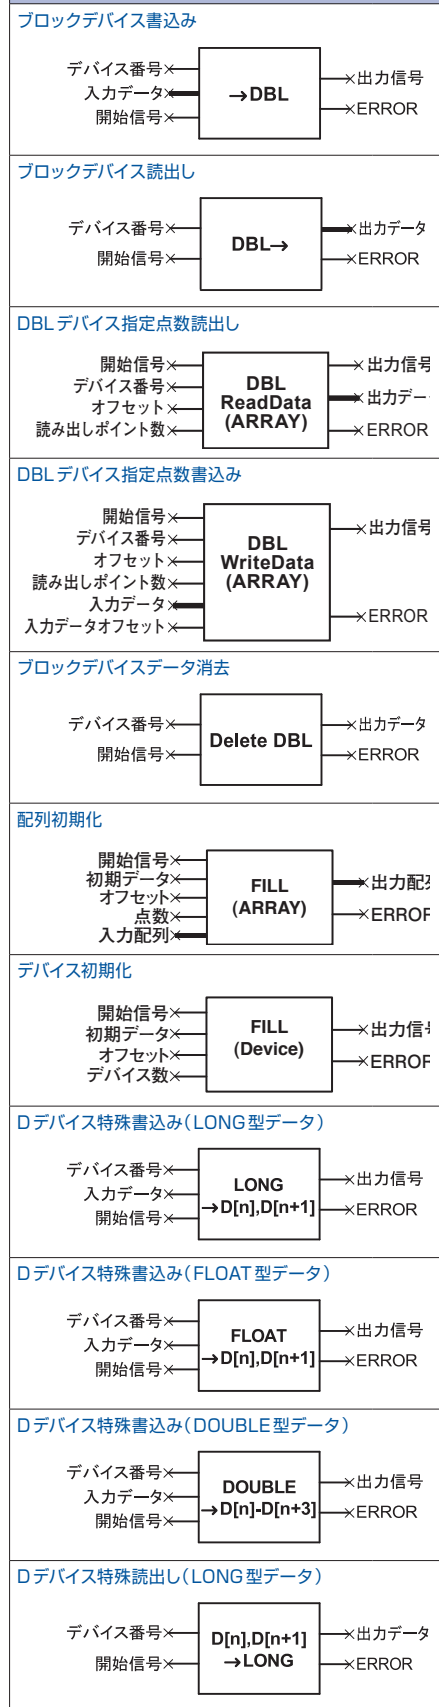 ブロックデバイス書込み
デバイス番号
入力データ
開始信号
→DBL
出力信号
ERROR
ブロックデバイス読出し
デバイス番号
開始信号
DBL→
出力データ
ERROR
DBLデバイス指定点数読出し
開始信号
デバイス番号
オフセット
読み出しポイント数
DBL
ReadData
(ARRAY)
出力信号
出力デー
ERROR
DBLデバイス指定点数書込み
開始信号
デバイス番号
オフセット
読み出しポイント数
入力データ
入力データオフセット
DBL
WriteData
(ARRAY)
出力信号
ERROR
ブロックデバイスデータ消去
デバイス番号
開始信号
Delete DBL
出力データ
ERROR
配列初期化
開始信号
初期データ
オフセット
点数
入力配列
FILL
(ARRAY)
出力配列
ERROR
デバイス初期化
開始信号
初期データ
オフセット
デバイス数
FILL
(Device)
出力信号
ERROR
Dデバイス特殊書込み(LONG型データ)
デバイス番号
入力データ
開始信号
LONG
→D[n],D[n+1]
出力信号
ERROR
Dデバイス特殊書込み(FLOAT型データ)
デバイス番号
入力データ
開始信号
FLOAT
→D[n],D[n+1]
出力信号
ERROR
Dデバイス特殊書込み(DOUBLE型データ)
デバイス番号
入力データ
開始信号
DOUBLE
→D[n]-D[n+3]
出力信号
ERROR
Dデバイス特殊読出し(LONG型データ)
デバイス番号
開始信号
D[n],D[n+1]
→LONG
出力データ
ERROR